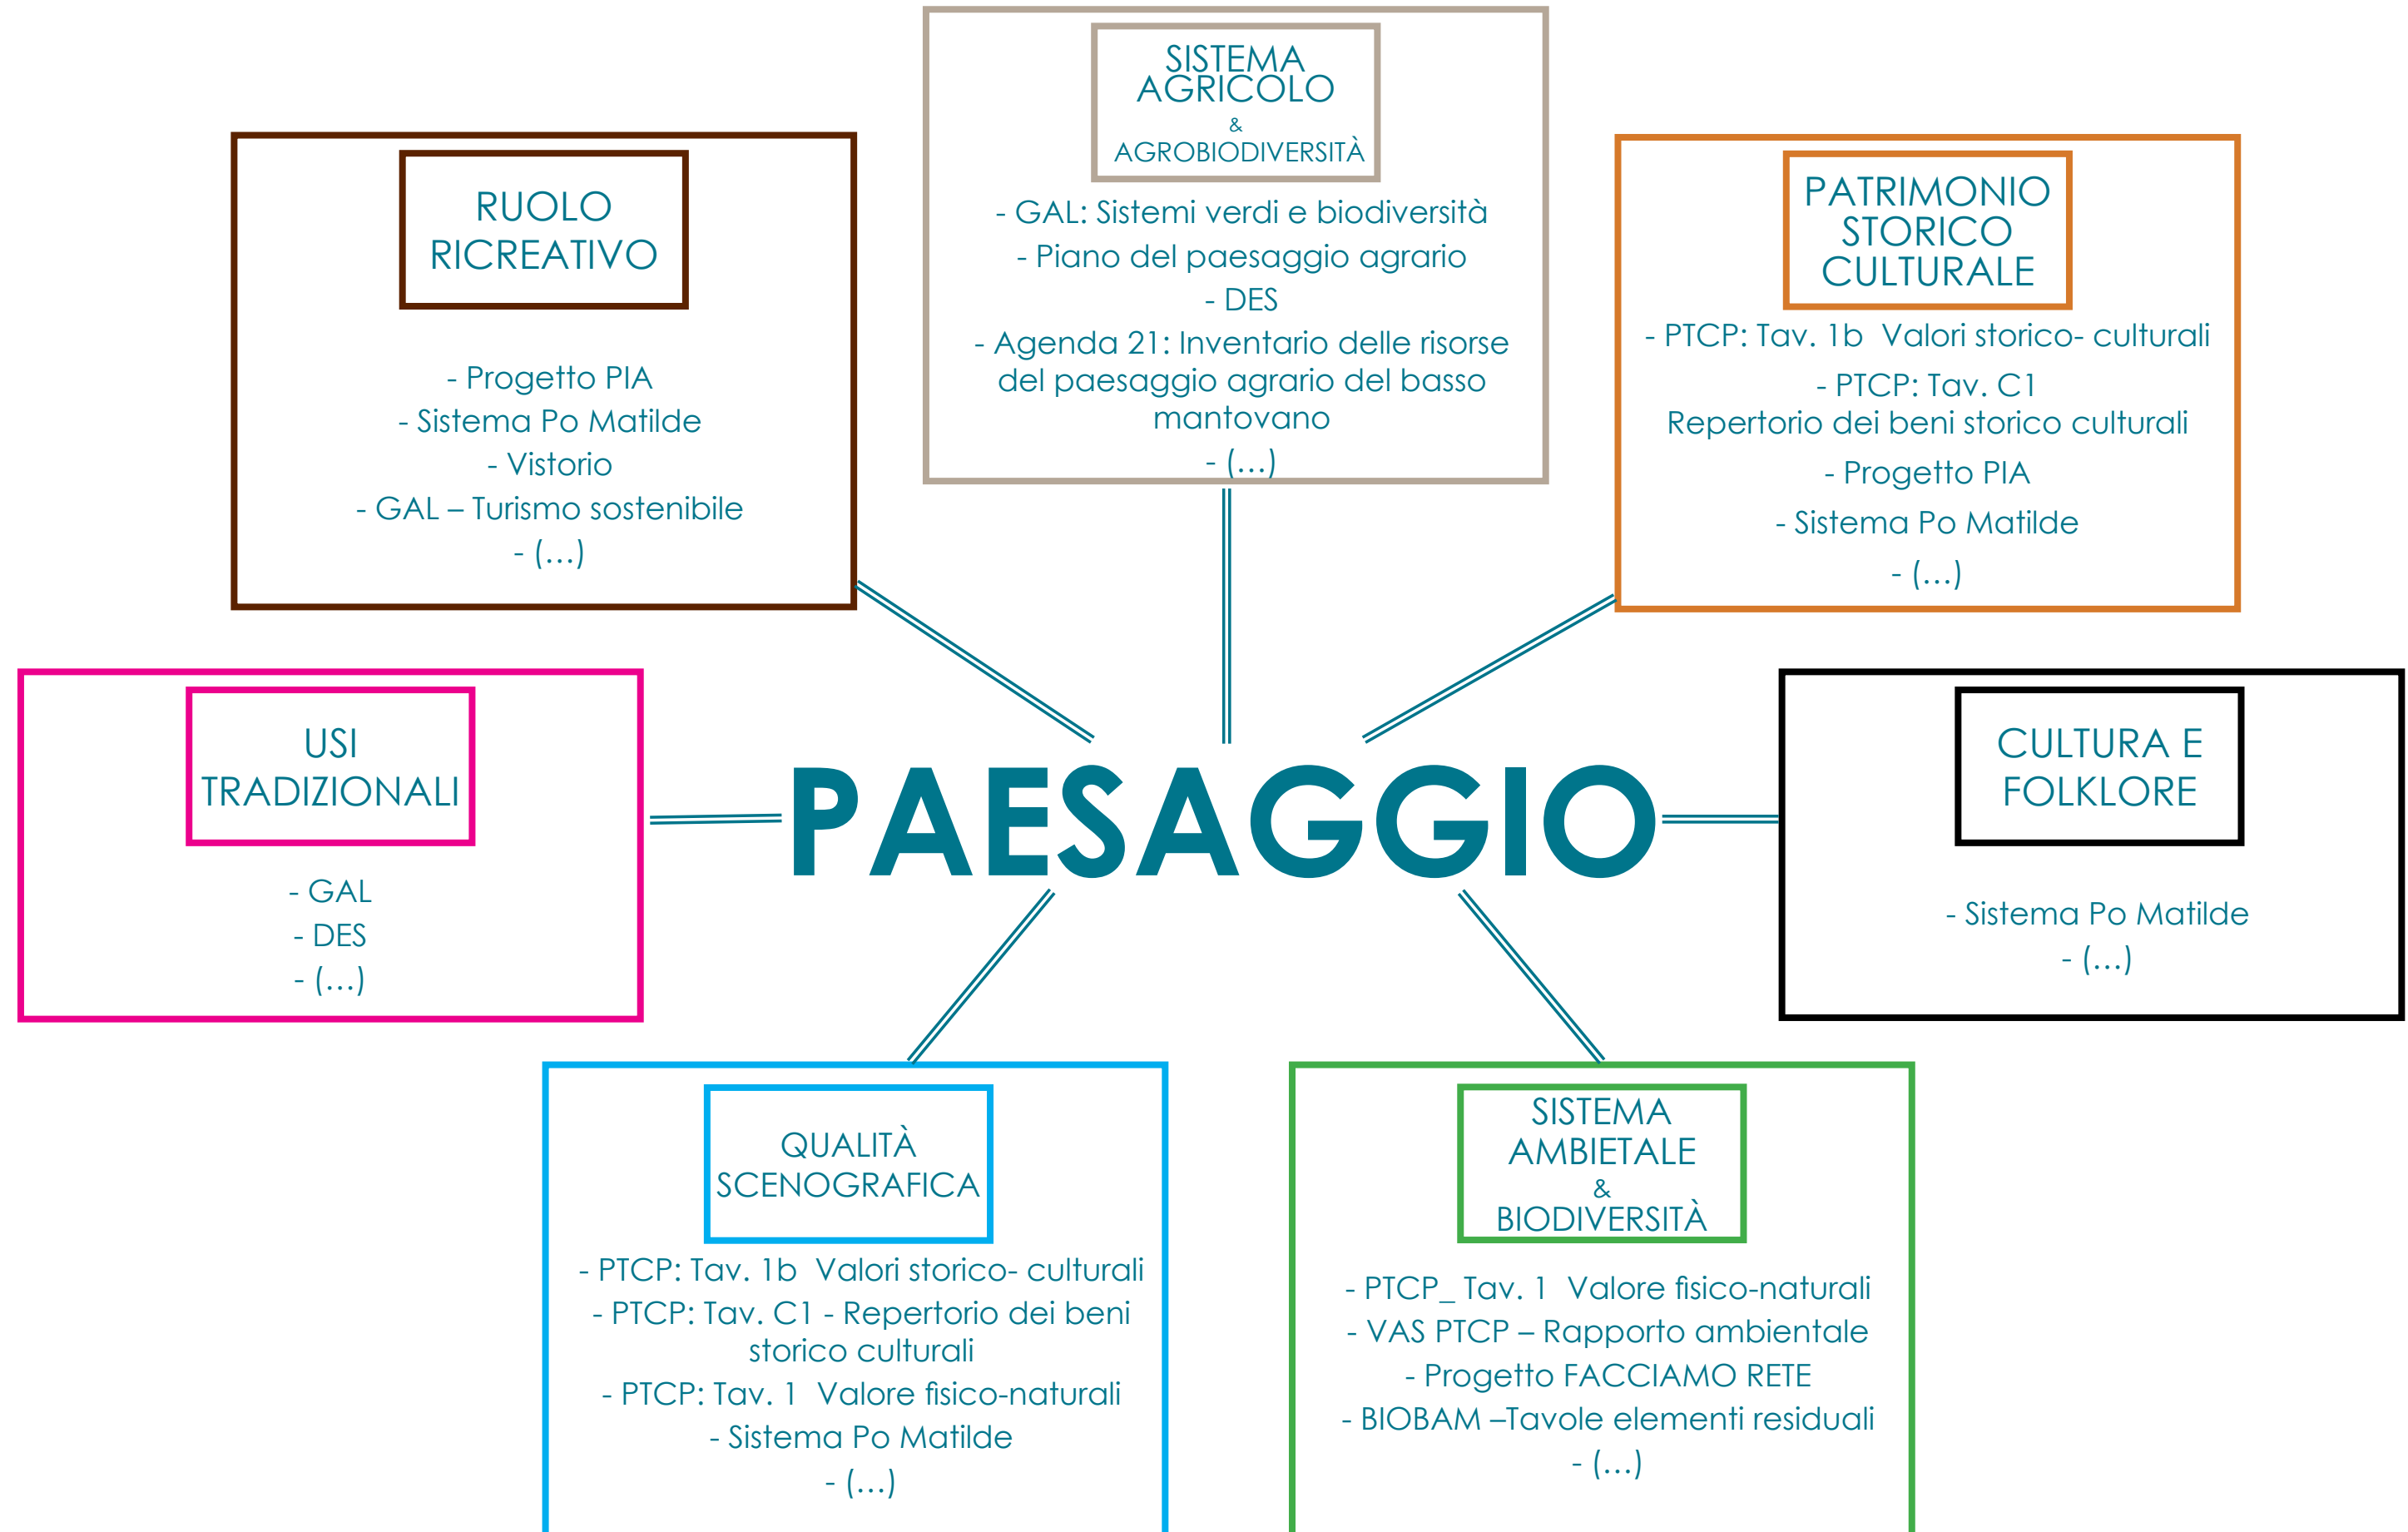 SISTEMA
AGRICOLO
&
AGROBIODIVERSITÀ
- GAL: Sistemi verdi e biodiversità
- Piano del paesaggio agrario
- DES
- Agenda 21: Inventario delle risorse
del paesaggio agrario del basso
mantovano
- (…)
RUOLO
RICREATIVO
- Progetto PIA
- Sistema Po Matilde
- Vistorio
- GAL – Turismo sostenibile
- (…)
PATRIMONIO
STORICO
CULTURALE
- PTCP: Tav. 1b  Valori storico- culturali
- PTCP: Tav. C1
Repertorio dei beni storico culturali
- Progetto PIA
- Sistema Po Matilde
- (…)
USI
TRADIZIONALI
- GAL
- DES
- (…)
PAESAGGIO
CULTURA E
FOLKLORE
- Sistema Po Matilde
- (…)
QUALITÀ
SCENOGRAFICA
- PTCP: Tav. 1b  Valori storico- culturali
- PTCP: Tav. C1 - Repertorio dei beni
storico culturali
- PTCP: Tav. 1  Valore fisico-naturali
- Sistema Po Matilde
- (…)
SISTEMA
AMBIETALE
&
BIODIVERSITÀ
- PTCP_ Tav. 1  Valore fisico-naturali
- VAS PTCP – Rapporto ambientale
- Progetto FACCIAMO RETE
- BIOBAM –Tavole elementi residuali
- (…)